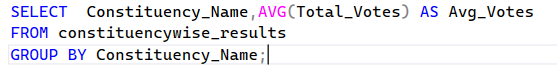 SELECT  Constituency_Name,AVG(Total_Votes) AS Avg_Votes
FROM constituencywise_results
GROUP BY Constituency_Name;